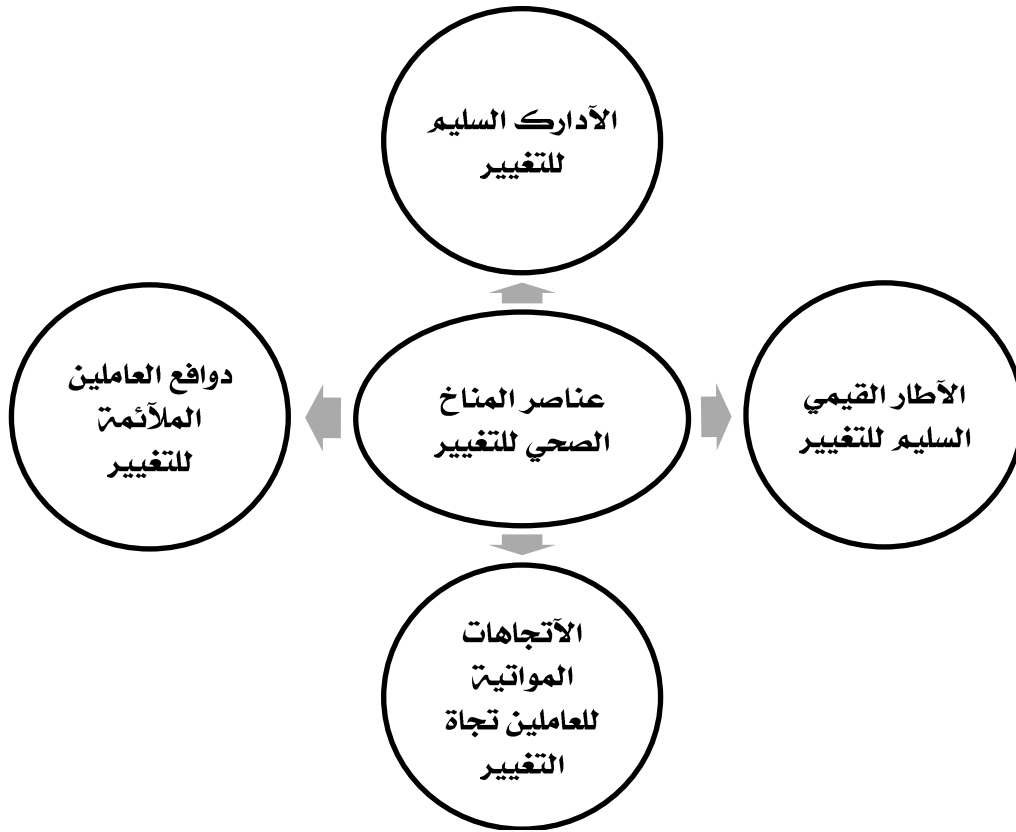 الآدارك السليم
للتغيير
دوافع العاملين
الملآئمة
للتغيير
عناصر المناخ
الصحي للتغيير
الآطار القيمي
السليم للتغيير
الآتجاهات
المواتية
للعاملين تجاة
التغيير